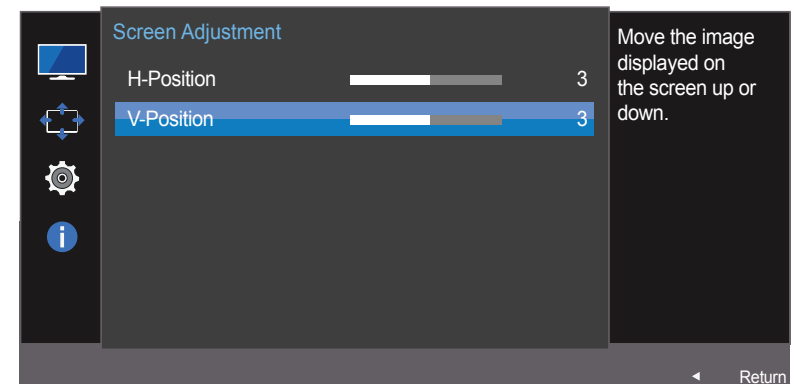 Screen Adjustment
H-Position 3
V-Position 3
Move the image
displayed on
the screen up or
down.
Return